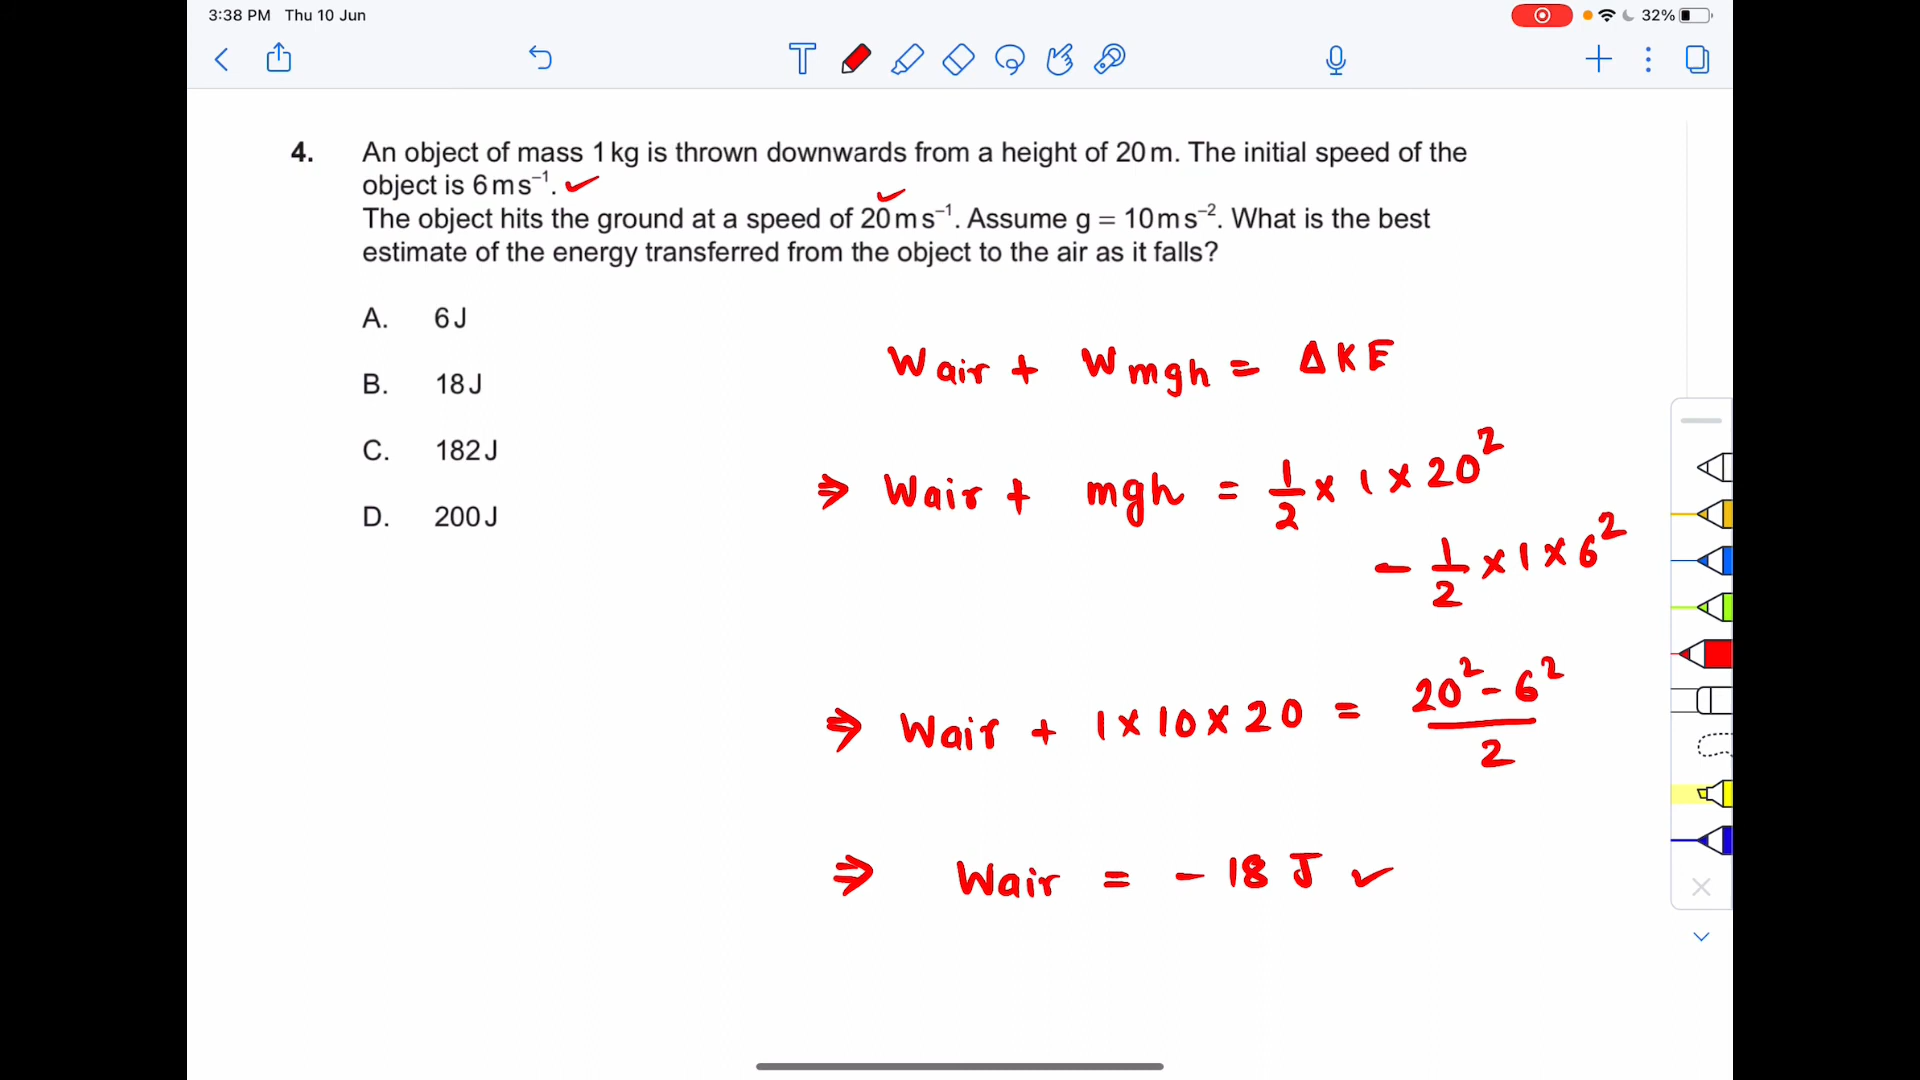 3:38 PM Thu 10 Jun
32%
T
4. An object of mass 1 kg is thrown downwards from a height of 20 m. The initial speed of the
object is 6 m s⁻¹. ✓
The object hits the ground at a speed of 20 m s⁻¹. Assume g = 10 m s⁻². What is the best
estimate of the energy transferred from the object to the air as it falls?
A. 6 J
B. 18 J
C. 182 J
D. 200 J
Wair + Wmgh = ΔKE
⇒ Wair + mgh = 1/2 × 1 × 20²
− 1/2 × 1 × 6²
⇒ Wair + 1 × 10 × 20 = (20² − 6²)/2
⇒ Wair = − 18 J ✓